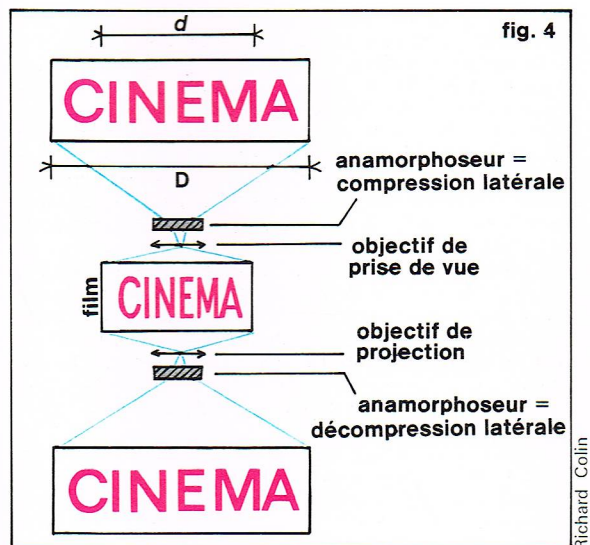 d
fig. 4
CINEMA
D
anamorphoseur =
compression latérale
objectif de
prise de vue
film
CINEMA
objectif de
projection
anamorphoseur =
décompression latérale
CINEMA
Richard Colin